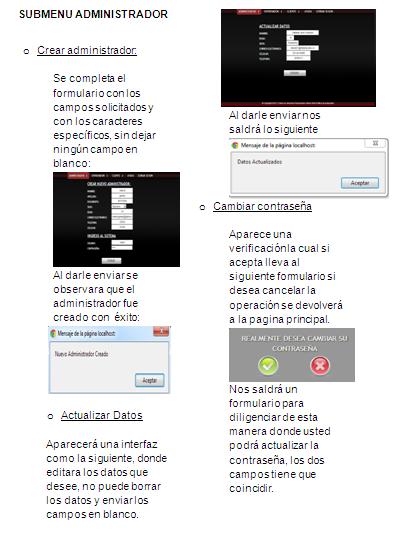 SUBMENU ADMINISTRADOR
o Crear administrador:
Se completa el
formulario con los
campos solicitados y
con los caracteres
específicos, sin dejar
ningún campo en
blanco:
CREAR NUEVO ADMINISTRADOR:
INGRESO AL SISTEMA
Al darle enviar se
observara que el
administrador fue
creado con éxito:
Mensaje de la página localhost:
Nuevo Administrador Creado
Aceptar
o Actualizar Datos
Aparecerá una interfaz
como la siguiente, donde
editara los datos que
desee, no puede borrar
los datos y enviar los
campos en blanco.
ACTUALIZAR DATOS
Al darle enviar nos
saldrá lo siguiente
Mensaje de la página localhost:
Datos Actualizados
Aceptar
o Cambiar contraseña
Aparece una
verificaciónla cual si
acepta lleva al
siguiente formulario si
desea cancelar la
operación se devolverá
a la pagina principal.
REALMENTE DESEA CAMBIAR SU
CONTRASEÑA
Nos saldrá un
formulario para
diligenciar de esta
manera donde usted
podrá actualizar la
contraseña, los dos
campos tiene que
coincidir.